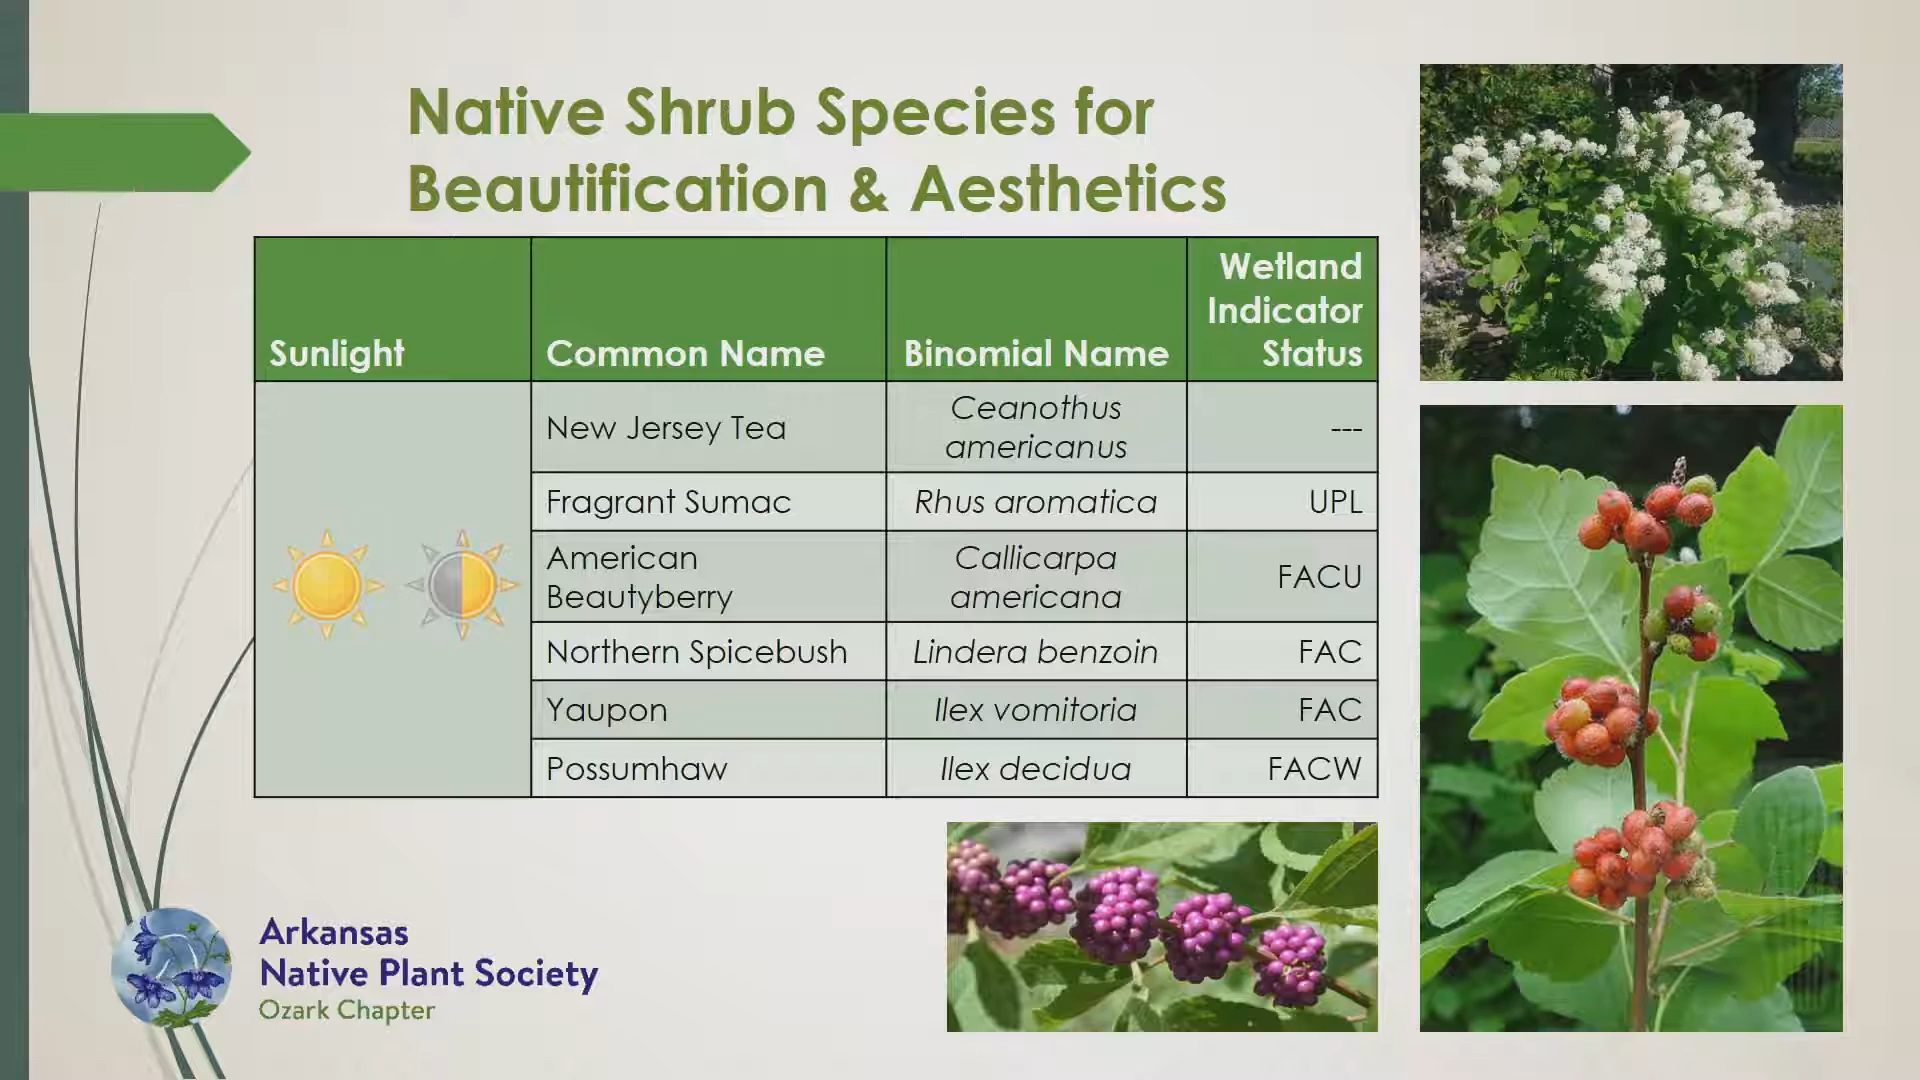 Native Shrub Species for
Beautification & Aesthetics
Sunlight
Common Name
Binomial Name
Wetland
Indicator
Status
New Jersey Tea
Ceanothus
americanus
---
Fragrant Sumac
Rhus aromatica
UPL
American
Beautyberry
Callicarpa
americana
FACU
Northern Spicebush
Lindera benzoin
FAC
Yaupon
Ilex vomitoria
FAC
Possumhaw
Ilex decidua
FACW
Arkansas
Native Plant Society
Ozark Chapter